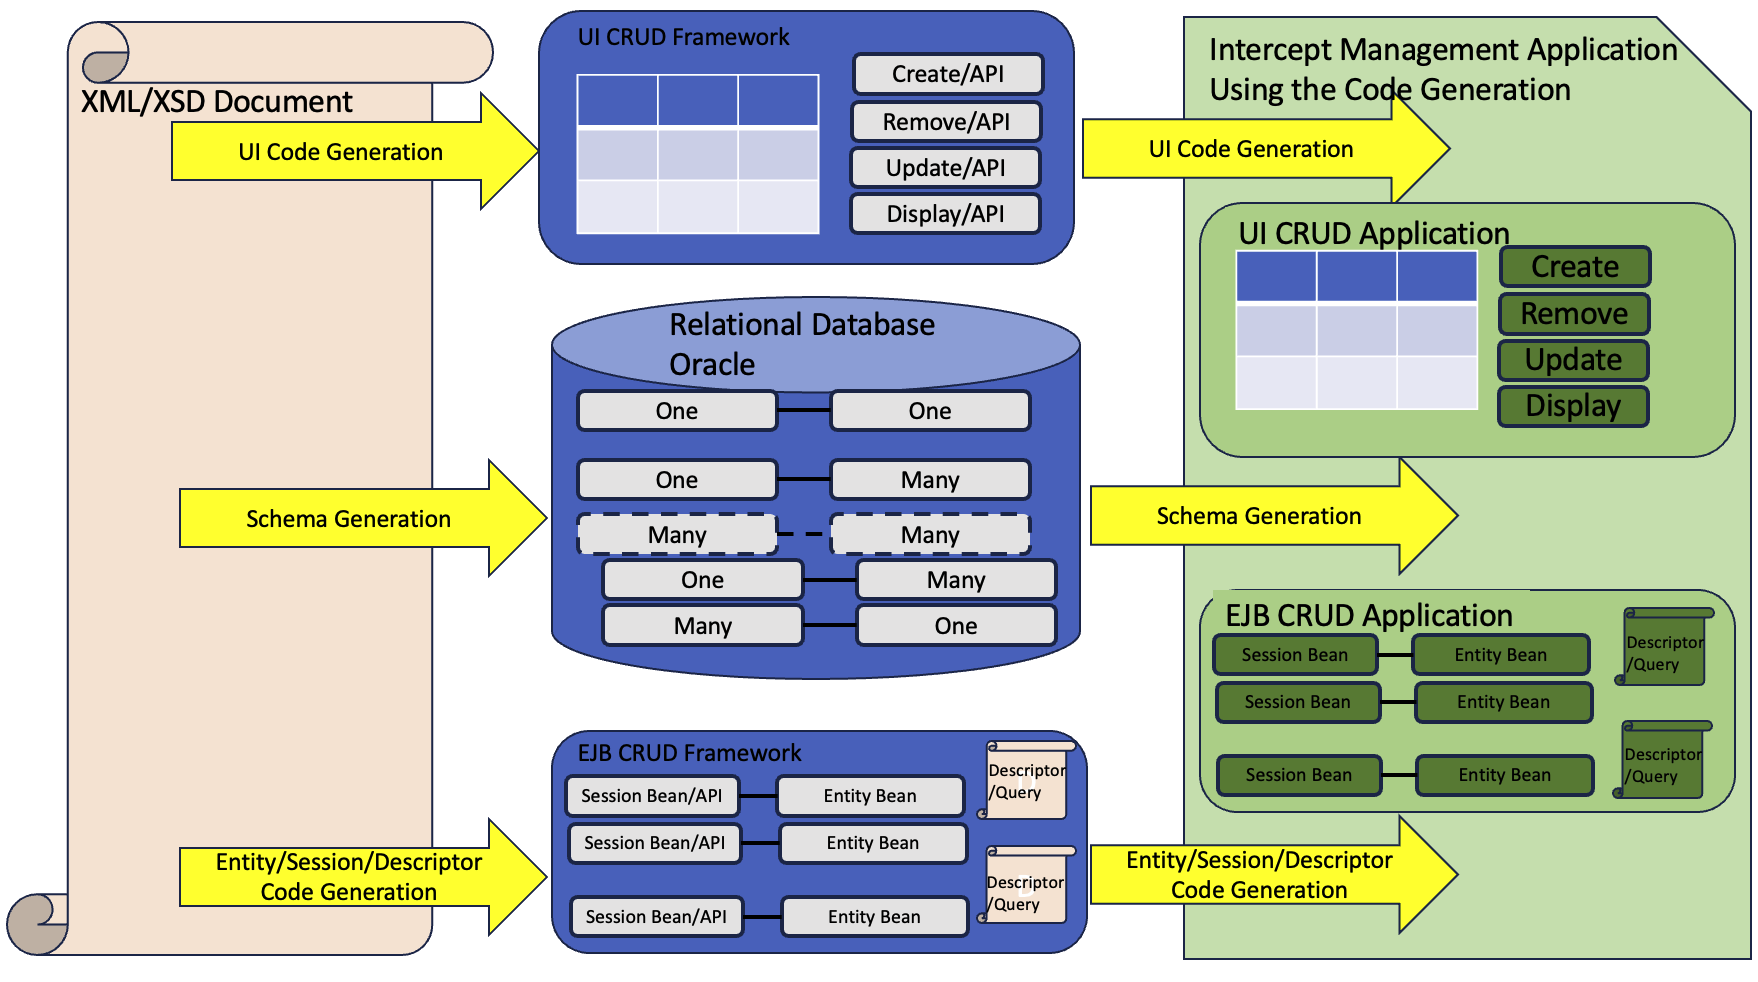 XML/XSD Document
UI Code Generation
Schema Generation
Entity/Session/Descriptor
Code Generation
UI CRUD Framework
Create/API
Remove/API
Update/API
Display/API
Relational Database
Oracle
One
One
One
Many
Many
Many
One
Many
Many
One
EJB CRUD Framework
Session Bean/API
Entity Bean
Session Bean/API
Entity Bean
Session Bean/API
Entity Bean
Descriptor
/Query
Descriptor
/Query
UI Code Generation
Schema Generation
Entity/Session/Descriptor
Code Generation
Intercept Management Application
Using the Code Generation
UI CRUD Application
Create
Remove
Update
Display
EJB CRUD Application
Session Bean
Entity Bean
Session Bean
Entity Bean
Session Bean
Entity Bean
Descriptor
/Query
Descriptor
/Query